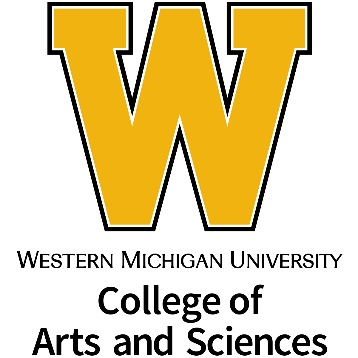 W
WESTERN MICHIGAN UNIVERSITY
College of
Arts and Sciences